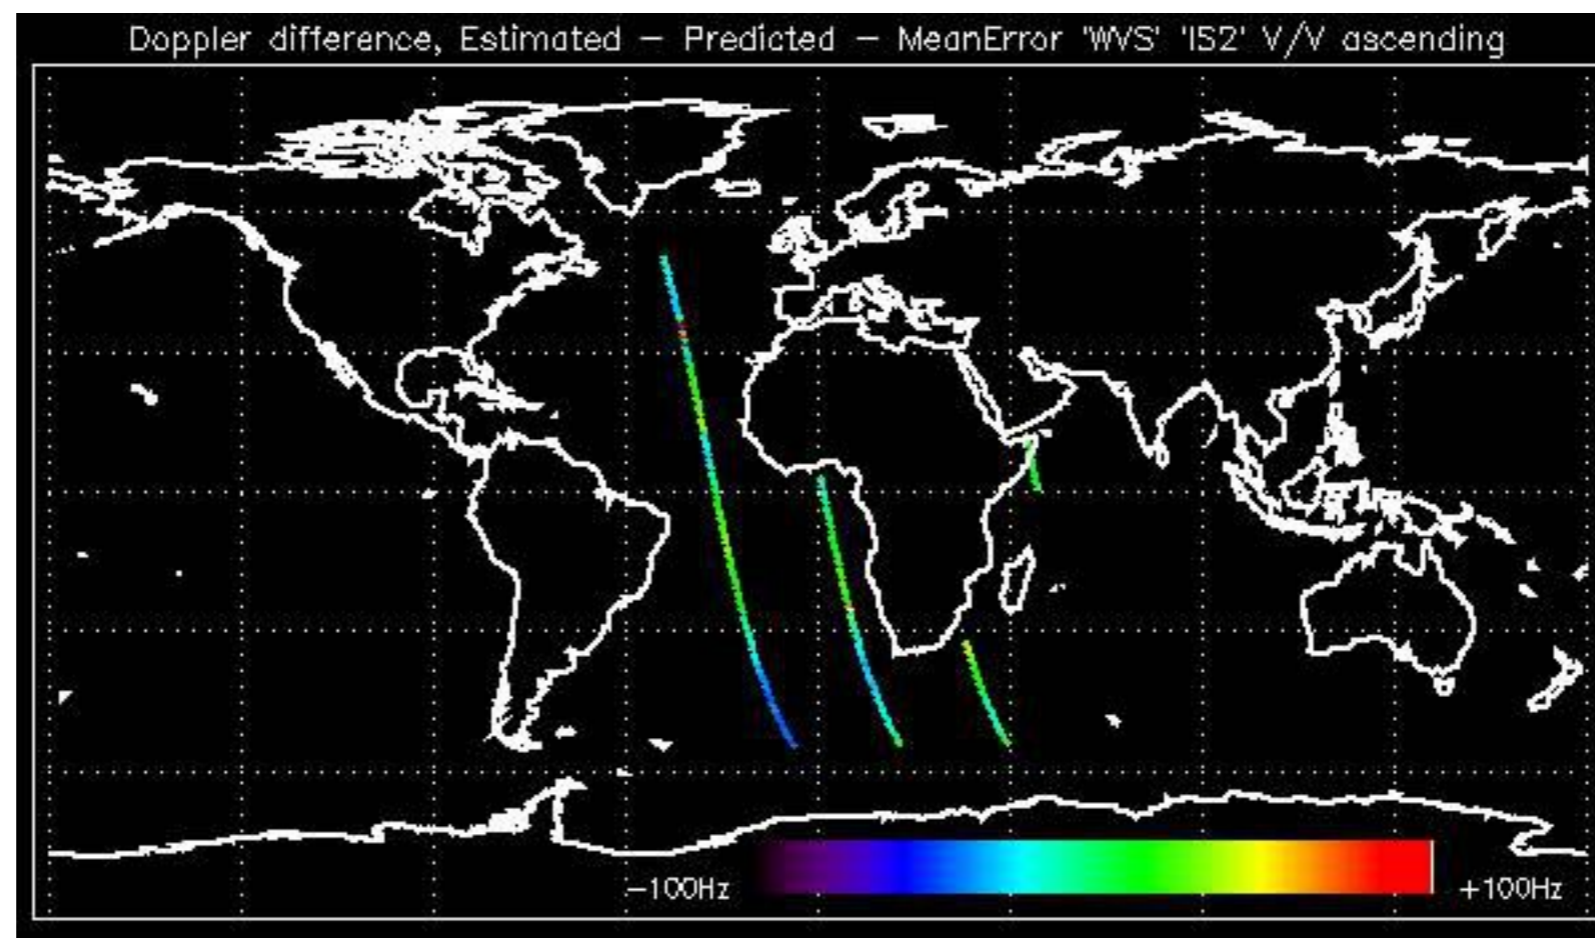 Doppler difference, Estimated – Predicted – MeanError 'WVS' 'IS2' V/V ascending
–100Hz
+100Hz